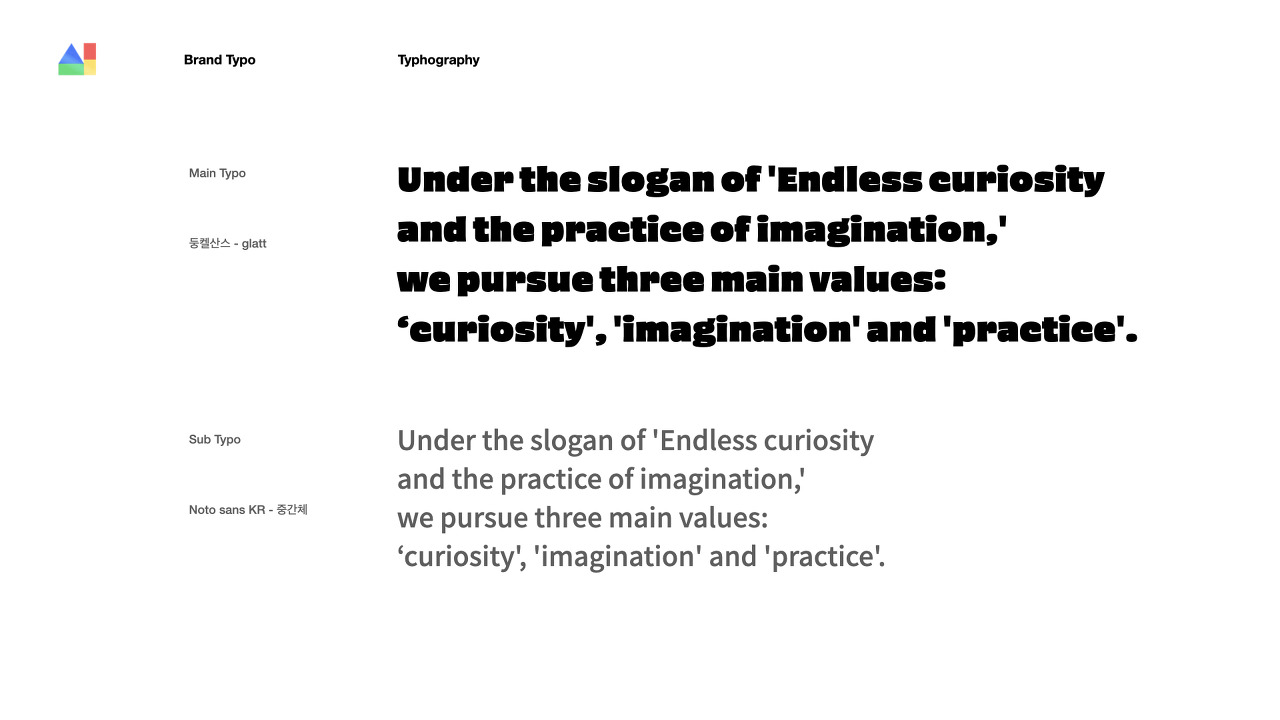 Brand Typo
Typhography
Main Typo
둥켈산스 - glatt
Under the slogan of 'Endless curiosity
and the practice of imagination,'
we pursue three main values:
‘curiosity', 'imagination' and 'practice'.
Sub Typo
Noto sans KR - 중간체
Under the slogan of 'Endless curiosity
and the practice of imagination,'
we pursue three main values:
‘curiosity', 'imagination' and 'practice'.